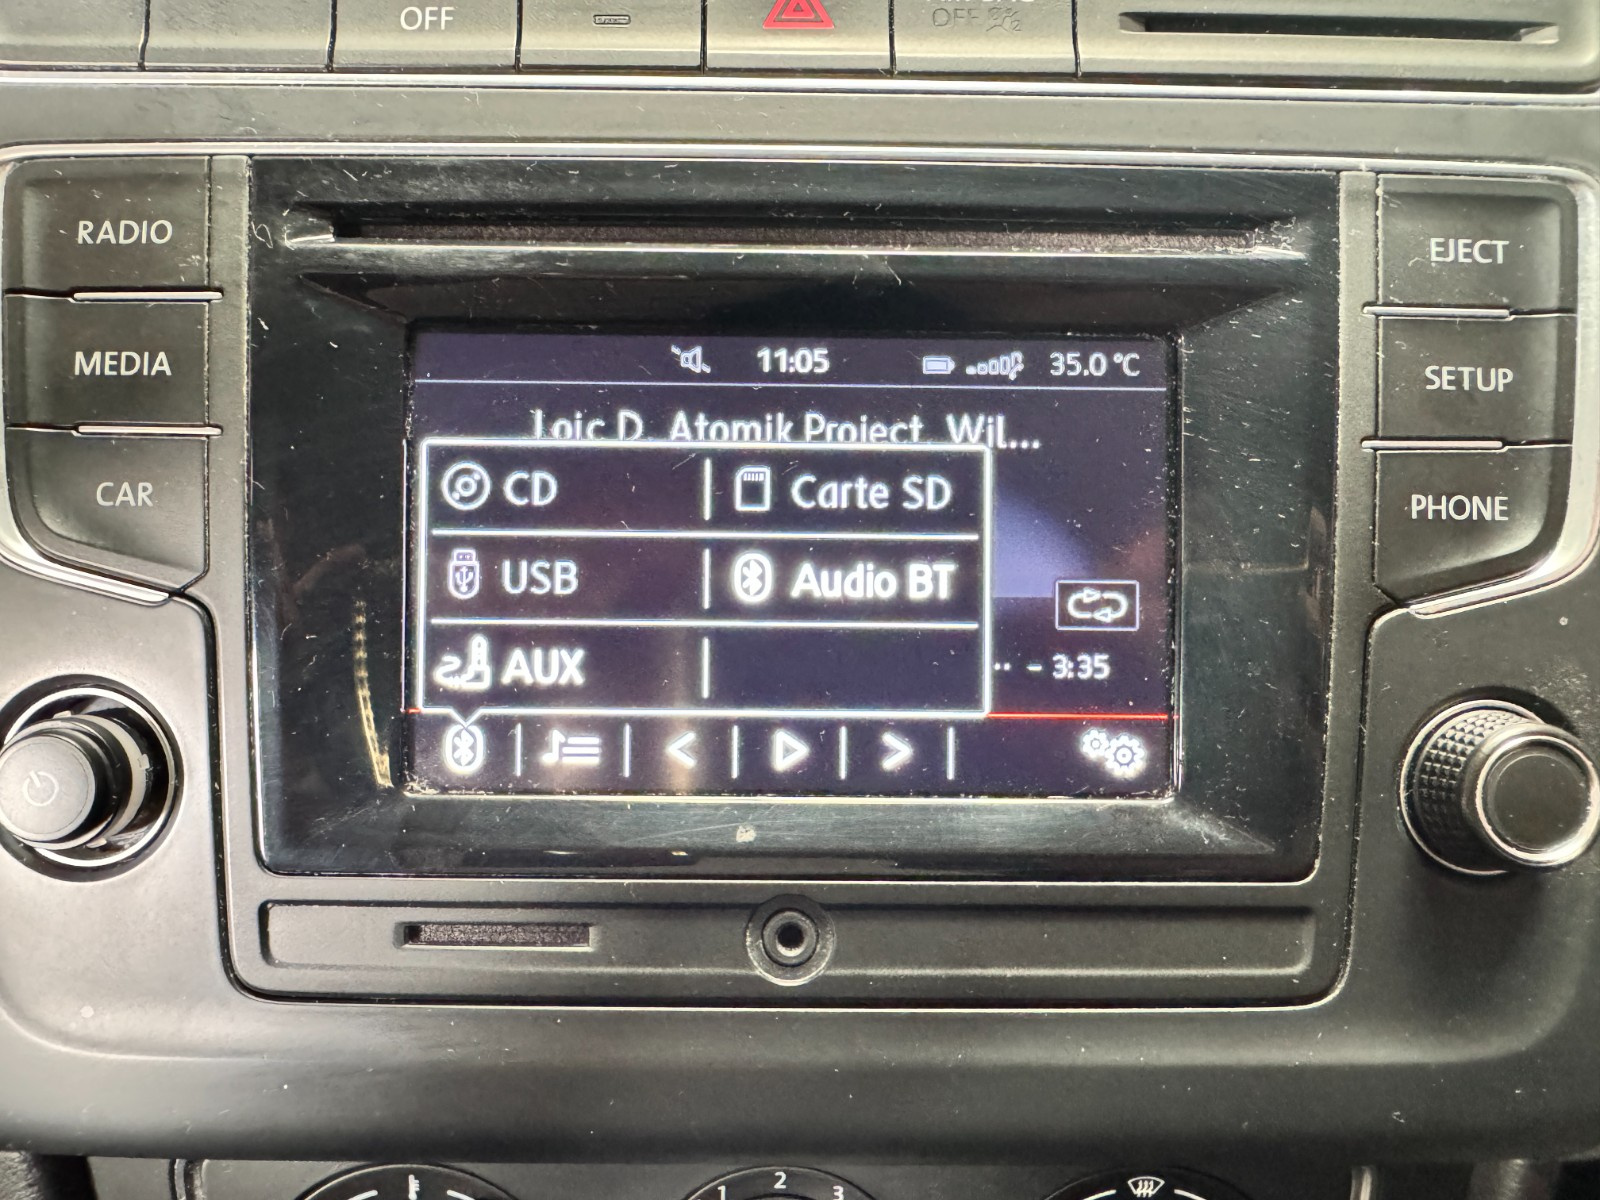 OFF
OFF
RADIO
EJECT
MEDIA
SETUP
CAR
PHONE
11:05
35.0 °C
Loic D. Atomik Project, Wil...
CD
Carte SD
USB
Audio BT
AUX
- 3:35
1 2 3